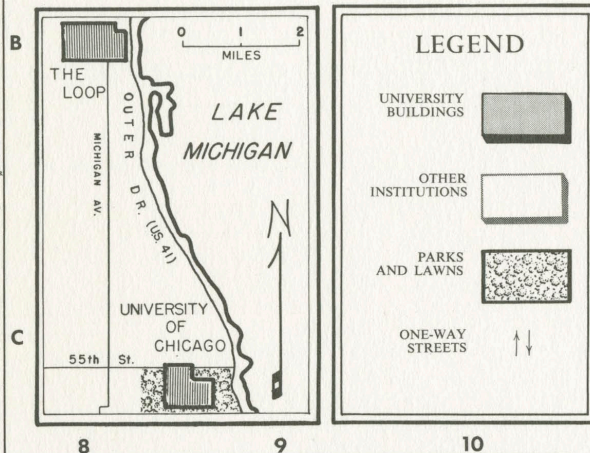 B
C
0 1 2
MILES
THE
LOOP
MICHIGAN AV.
OUTER DR. (U.S. 41)
LAKE
MICHIGAN
N
UNIVERSITY
OF
CHICAGO
55th St.
8 9 10
LEGEND
UNIVERSITY
BUILDINGS
OTHER
INSTITUTIONS
PARKS
AND LAWNS
ONE-WAY
STREETS